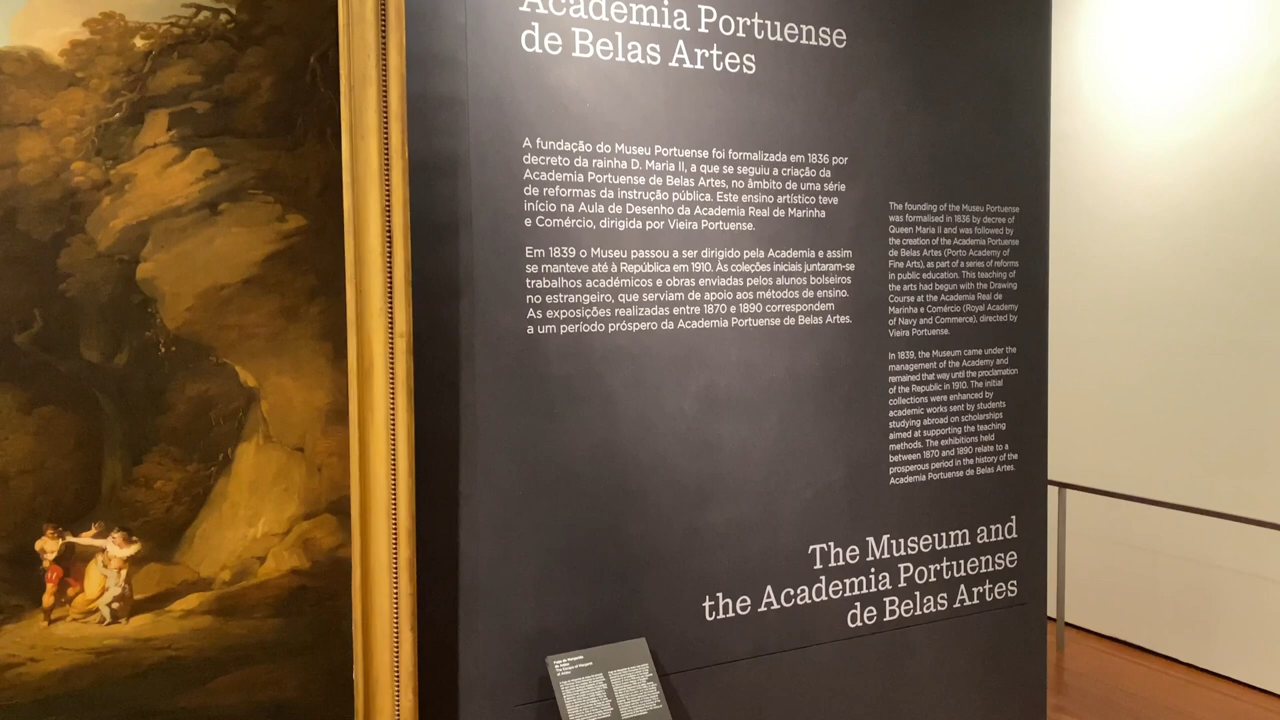 Academia Portuense
de Belas Artes
A fundação do Museu Portuense foi formalizada em 1836 por
decreto da rainha D. Maria II, a que se seguiu a criação da
Academia Portuense de Belas Artes, no âmbito de uma série
de reformas da instrução pública. Este ensino artístico teve
início na Aula de Desenho da Academia Real de Marinha
e Comércio, dirigida por Vieira Portuense.
Em 1839 o Museu passou a ser dirigido pela Academia e assim
se manteve até à República em 1910. Às coleções iniciais juntaram-se
trabalhos académicos e obras enviadas pelos alunos bolseiros
no estrangeiro, que serviam de apoio aos métodos de ensino.
As exposições realizadas entre 1870 e 1890 correspondem
a um período próspero da Academia Portuense de Belas Artes.
The founding of the Museu Portuense
was formalised in 1836 by decree of
Queen Maria II and was followed by
the creation of the Academia Portuense
de Belas Artes (Porto Academy of
Fine Arts), as part of a series of reforms
in public education. This teaching of
the arts had begun with the Drawing
Course at the Academia Real de
Marinha e Comércio (Royal Academy
of Navy and Commerce), directed by
Vieira Portuense.
In 1839, the Museum came under the
management of the Academy and
remained that way until the proclamation
of the Republic in 1910. The initial
collections were enhanced by
academic works sent by students
studying abroad on scholarships
aimed at supporting the teaching
methods. The exhibitions held
between 1870 and 1890 relate to a
prosperous period in the history of the
Academia Portuense de Belas Artes.
The Museum and
the Academia Portuense
de Belas Artes
Fuga de Margarida
de Anjou
The Escape of Margaret
of Anjou